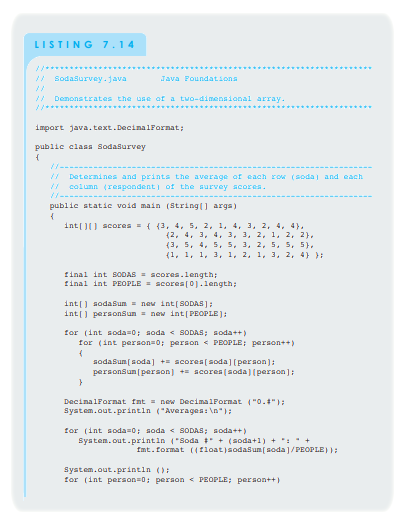 LISTING 7.14
//********************************************************************
//  SodaSurvey.java       Java Foundations
//
//  Demonstrates the use of a two-dimensional array.
//********************************************************************
import java.text.DecimalFormat;
public class SodaSurvey
{
   //-----------------------------------------------------------------
   //  Determines and prints the average of each row (soda) and each
   //  column (respondent) of the survey scores.
   //-----------------------------------------------------------------
   public static void main (String[] args)
   {
      int[][] scores = { {3, 4, 5, 2, 1, 4, 3, 2, 4, 4},
                         {2, 4, 3, 4, 3, 3, 2, 1, 2, 2},
                         {3, 5, 4, 5, 5, 3, 2, 5, 5, 5},
                         {1, 1, 1, 3, 1, 2, 1, 3, 2, 4} };
      final int SODAS = scores.length;
      final int PEOPLE = scores[0].length;
      int[] sodaSum = new int[SODAS];
      int[] personSum = new int[PEOPLE];
      for (int soda=0; soda < SODAS; soda++)
         for (int person=0; person < PEOPLE; person++)
         {
            sodaSum[soda] += scores[soda][person];
            personSum[person] += scores[soda][person];
         }
      DecimalFormat fmt = new DecimalFormat ("0.#");
      System.out.println ("Averages:\n");
      for (int soda=0; soda < SODAS; soda++)
         System.out.println ("Soda #" + (soda+1) + ": " +
                    fmt.format ((float)sodaSum[soda]/PEOPLE));
      System.out.println ();
      for (int person=0; person < PEOPLE; person++)